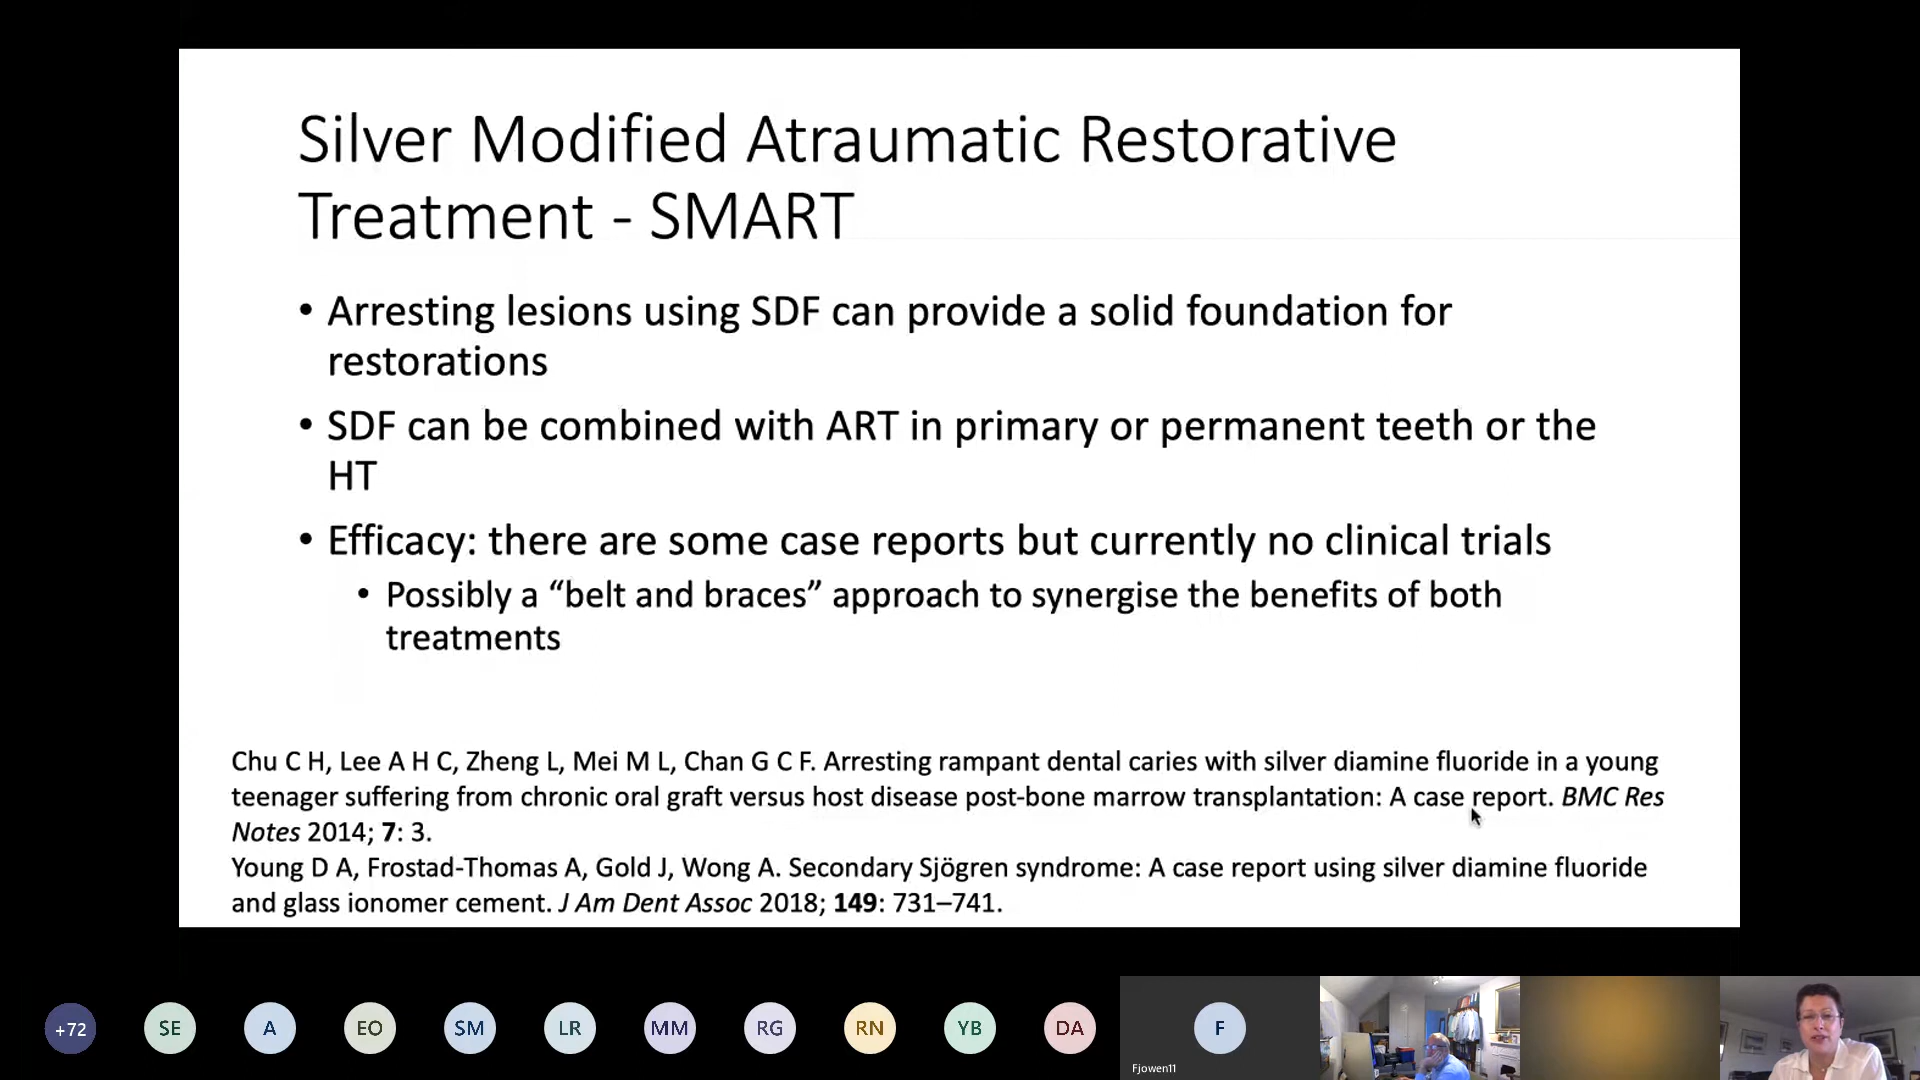 Silver Modified Atraumatic Restorative
Treatment - SMART
• Arresting lesions using SDF can provide a solid foundation for
restorations
• SDF can be combined with ART in primary or permanent teeth or the
HT
• Efficacy: there are some case reports but currently no clinical trials
• Possibly a “belt and braces” approach to synergise the benefits of both
treatments
Chu C H, Lee A H C, Zheng L, Mei M L, Chan G C F. Arresting rampant dental caries with silver diamine fluoride in a young
teenager suffering from chronic oral graft versus host disease post-bone marrow transplantation: A case report. BMC Res
Notes 2014; 7: 3.
Young D A, Frostad-Thomas A, Gold J, Wong A. Secondary Sjögren syndrome: A case report using silver diamine fluoride
and glass ionomer cement. J Am Dent Assoc 2018; 149: 731–741.
+72 SE A EO SM LR MM RG RN YB DA F
Fjowen11